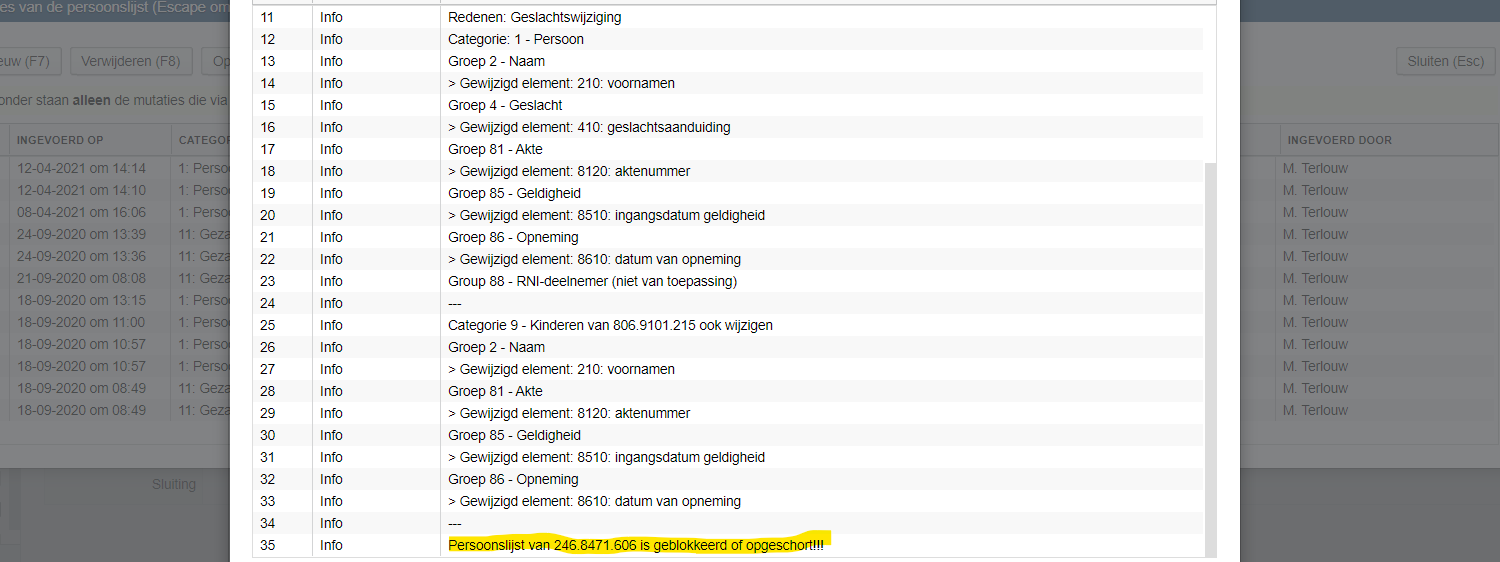 es van de persoonslijst (Escape om
euw (F7) Verwijderen (F8) Op Sluiten (Esc)
onder staan alleen de mutaties die via
INGEVOERD OP CATEGOR INGEVOERD DOOR
12-04-2021 om 14:14 1: Perso M. Terlouw
12-04-2021 om 14:10 1: Perso M. Terlouw
08-04-2021 om 16:06 1: Perso M. Terlouw
24-09-2020 om 13:39 11: Geza M. Terlouw
24-09-2020 om 13:36 11: Geza M. Terlouw
21-09-2020 om 08:08 11: Geza M. Terlouw
18-09-2020 om 13:15 1: Perso M. Terlouw
18-09-2020 om 11:00 1: Perso M. Terlouw
18-09-2020 om 10:57 1: Perso M. Terlouw
18-09-2020 om 10:57 1: Perso M. Terlouw
18-09-2020 om 08:49 11: Geza M. Terlouw
18-09-2020 om 08:49 11: Geza M. Terlouw
Sluiting
11 Info Redenen: Geslachtswijziging
12 Info Categorie: 1 - Persoon
13 Info Groep 2 - Naam
14 Info > Gewijzigd element: 210: voornamen
15 Info Groep 4 - Geslacht
16 Info > Gewijzigd element: 410: geslachtsaanduiding
17 Info Groep 81 - Akte
18 Info > Gewijzigd element: 8120: aktenummer
19 Info Groep 85 - Geldigheid
20 Info > Gewijzigd element: 8510: ingangsdatum geldigheid
21 Info Groep 86 - Opneming
22 Info > Gewijzigd element: 8610: datum van opneming
23 Info Group 88 - RNI-deelnemer (niet van toepassing)
24 Info ---
25 Info Categorie 9 - Kinderen van 806.9101.215 ook wijzigen
26 Info Groep 2 - Naam
27 Info > Gewijzigd element: 210: voornamen
28 Info Groep 81 - Akte
29 Info > Gewijzigd element: 8120: aktenummer
30 Info Groep 85 - Geldigheid
31 Info > Gewijzigd element: 8510: ingangsdatum geldigheid
32 Info Groep 86 - Opneming
33 Info > Gewijzigd element: 8610: datum van opneming
34 Info ---
35 Info Persoonslijst van 246.8471.606 is geblokkeerd of opgeschort!!!